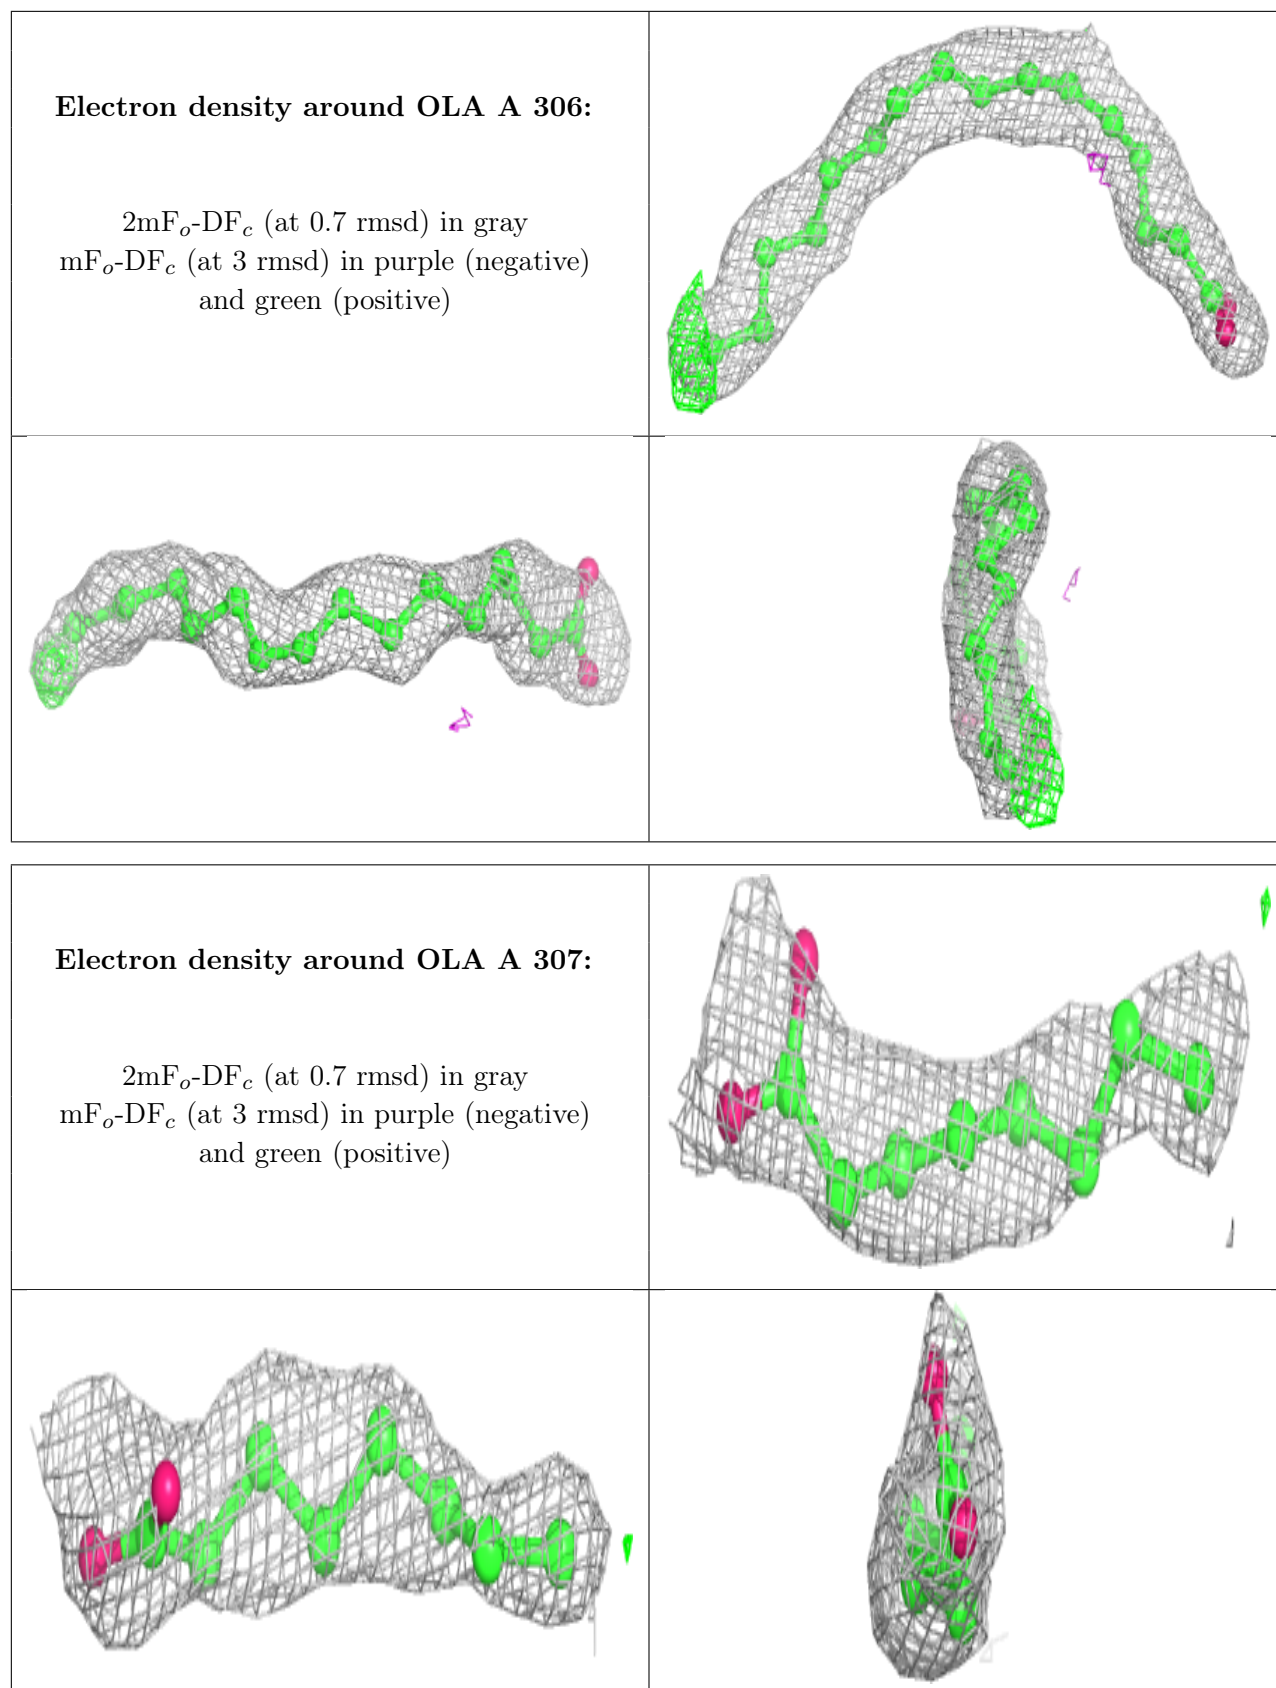 Electron density around OLA A 306:
2mFo-DFc (at 0.7 rmsd) in gray
mFo-DFc (at 3 rmsd) in purple (negative)
and green (positive)
Electron density around OLA A 307:
2mFo-DFc (at 0.7 rmsd) in gray
mFo-DFc (at 3 rmsd) in purple (negative)
and green (positive)